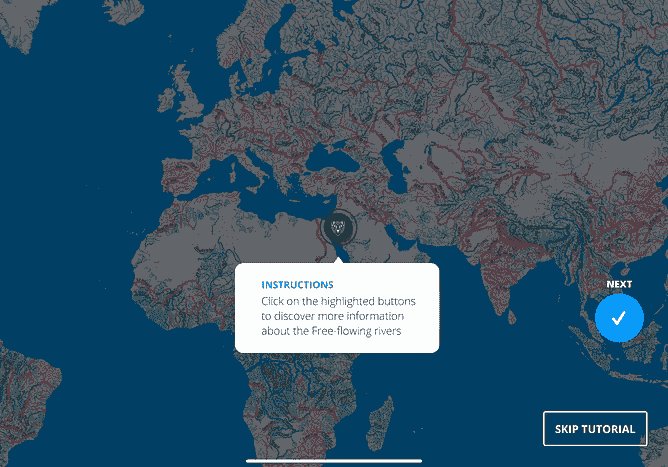 INSTRUCTIONS
Click on the highlighted buttons
to discover more information
about the Free-flowing rivers
NEXT
SKIP TUTORIAL